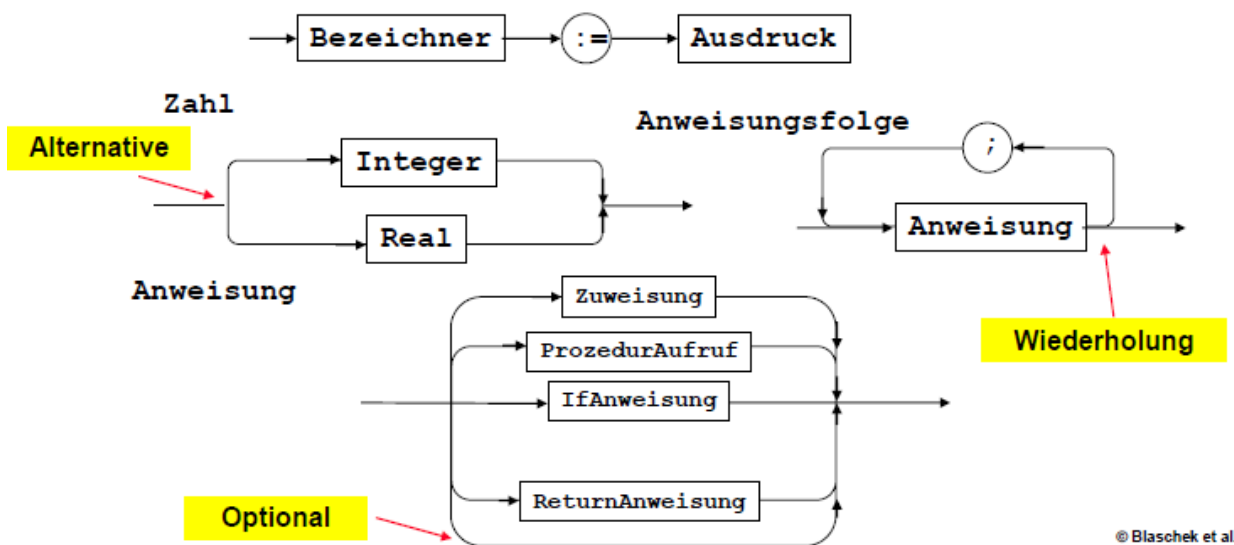 Bezeichner := Ausdruck
Zahl
Alternative
Integer
Real
Anweisungsfolge
;
Anweisung
Wiederholung
Anweisung
Zuweisung
ProzedurAufruf
IfAnweisung
ReturnAnweisung
Optional
© Blaschek et al